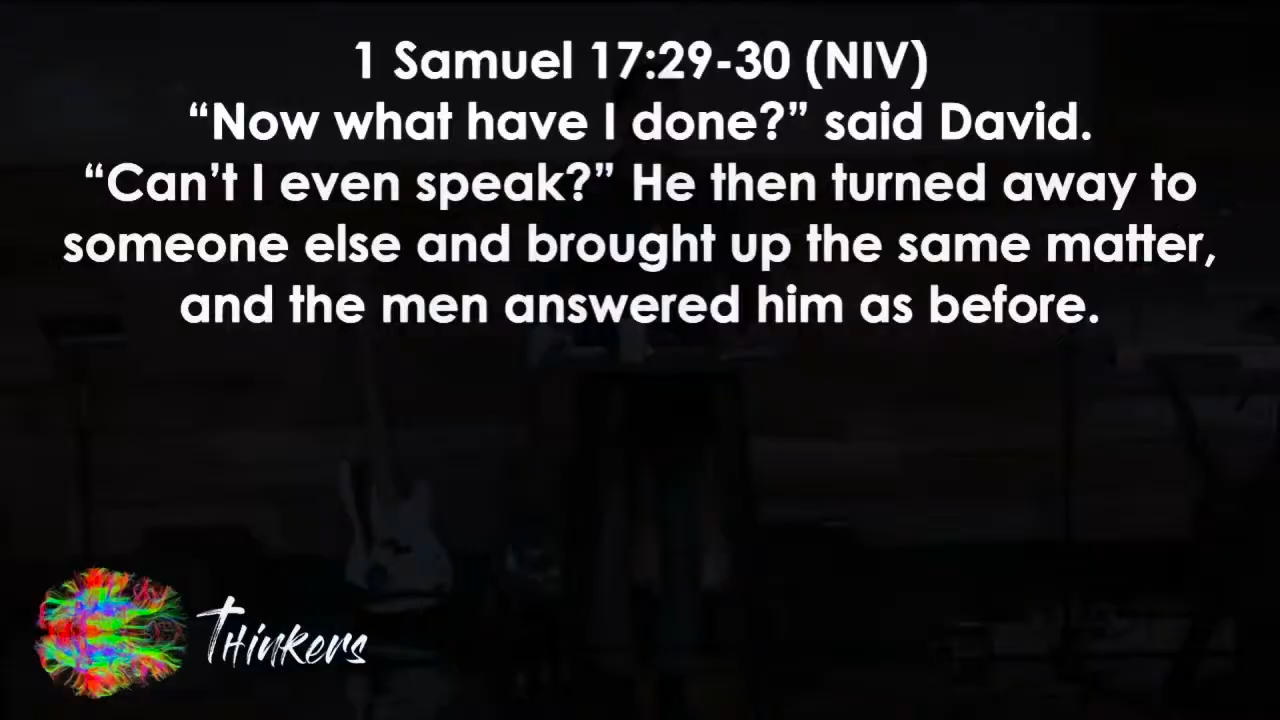 1 Samuel 17:29-30 (NIV)
“Now what have I done?” said David.
“Can’t I even speak?” He then turned away to
someone else and brought up the same matter,
and the men answered him as before.
THinkers